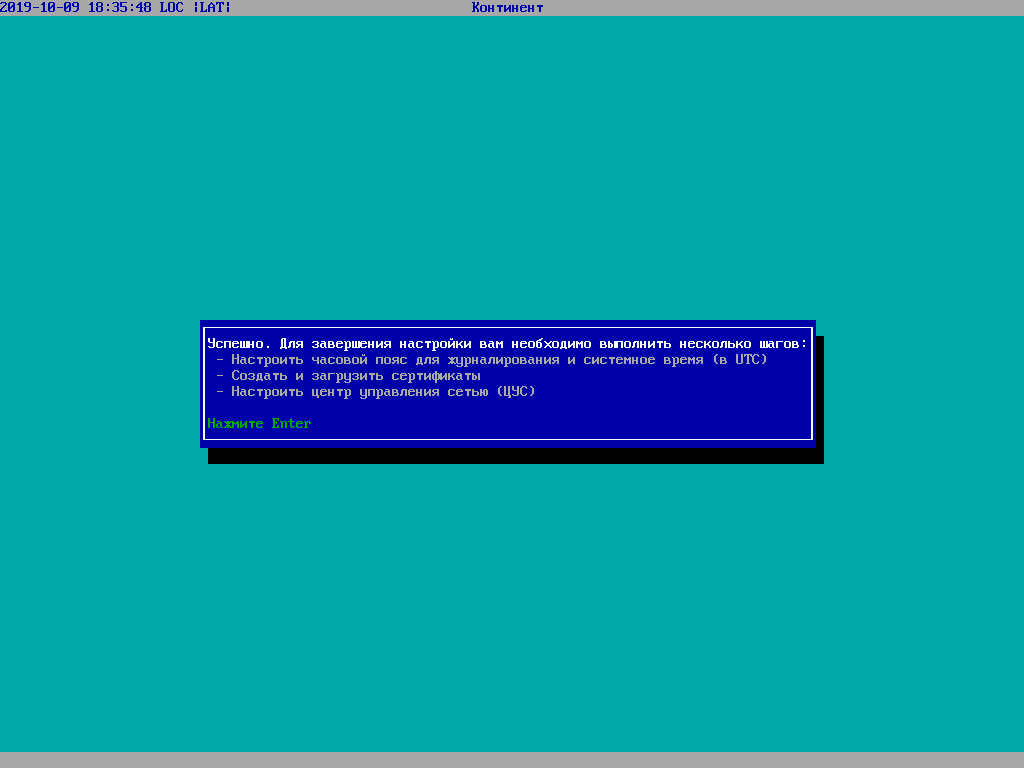 2019-10-09 18:35:48 LOC |LAT| Континент
Успешно. Для завершения настройки вам необходимо выполнить несколько шагов:
- Настроить часовой пояс для журналирования и системное время (в UTC)
- Создать и загрузить сертификаты
- Настроить центр управления сетью (ЦУС)
Нажмите Enter